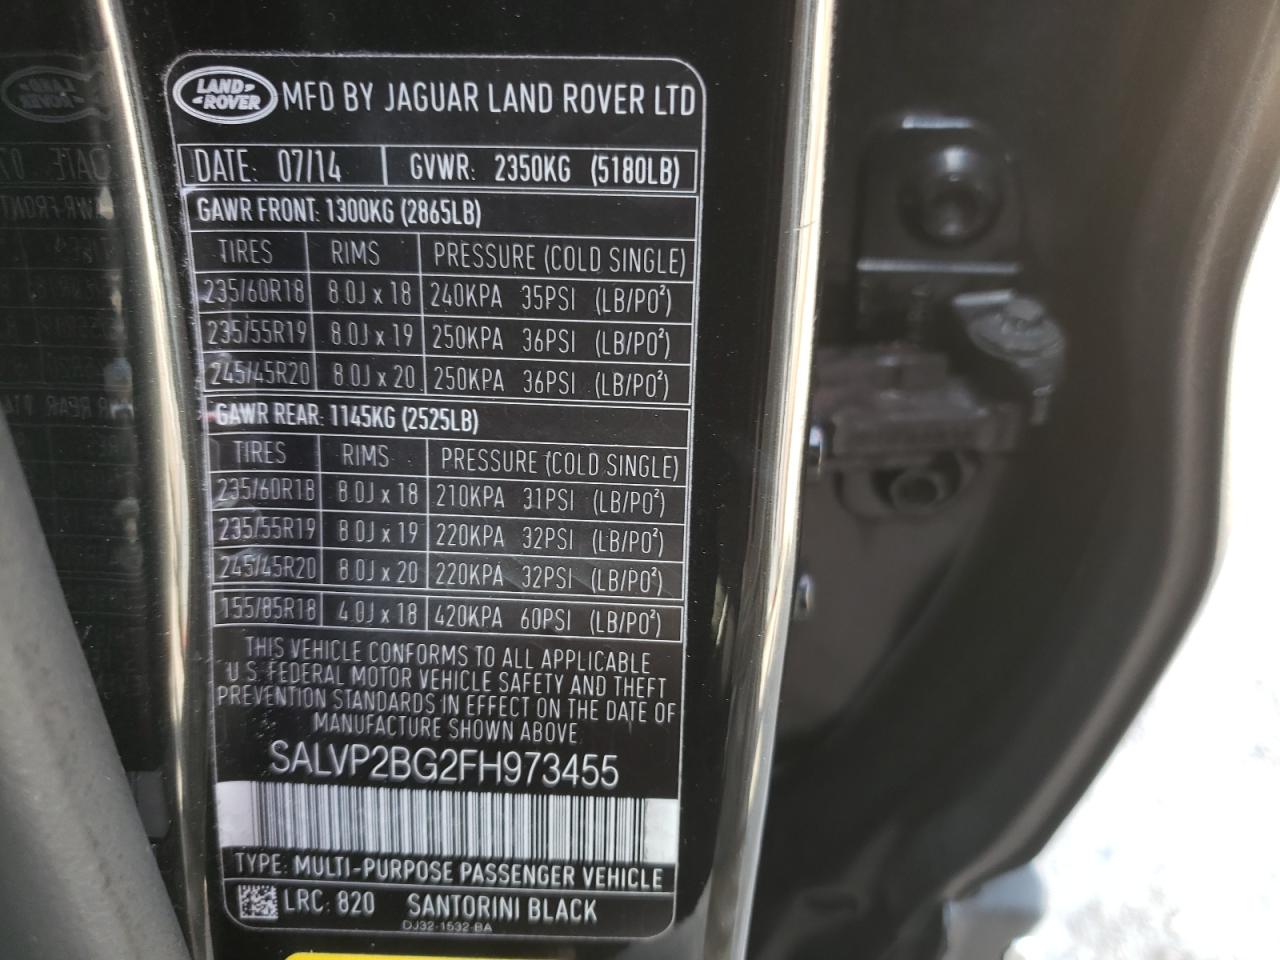 LAND ROVER MFD BY JAGUAR LAND ROVER LTD
DATE: 07/14 GVWR: 2350KG (5180LB)
GAWR FRONT: 1300KG (2865LB)
TIRES RIMS PRESSURE (COLD SINGLE)
235/60R18 8.0J x 18 240KPA 35PSI (LB/PO²)
235/55R19 8.0J x 19 250KPA 36PSI (LB/PO²)
245/45R20 8.0J x 20 250KPA 36PSI (LB/PO²)
GAWR REAR: 1145KG (2525LB)
TIRES RIMS PRESSURE (COLD SINGLE)
235/60R18 8.0J x 18 210KPA 31PSI (LB/PO²)
235/55R19 8.0J x 19 220KPA 32PSI (LB/PO²)
245/45R20 8.0J x 20 220KPA 32PSI (LB/PO²)
155/85R18 4.0J x 18 420KPA 60PSI (LB/PO²)
THIS VEHICLE CONFORMS TO ALL APPLICABLE
U.S. FEDERAL MOTOR VEHICLE SAFETY AND THEFT
PREVENTION STANDARDS IN EFFECT ON THE DATE OF
MANUFACTURE SHOWN ABOVE
SALVP2BG2FH973455
TYPE: MULTI-PURPOSE PASSENGER VEHICLE
LRC: 820 SANTORINI BLACK
DJ32-1532-BA